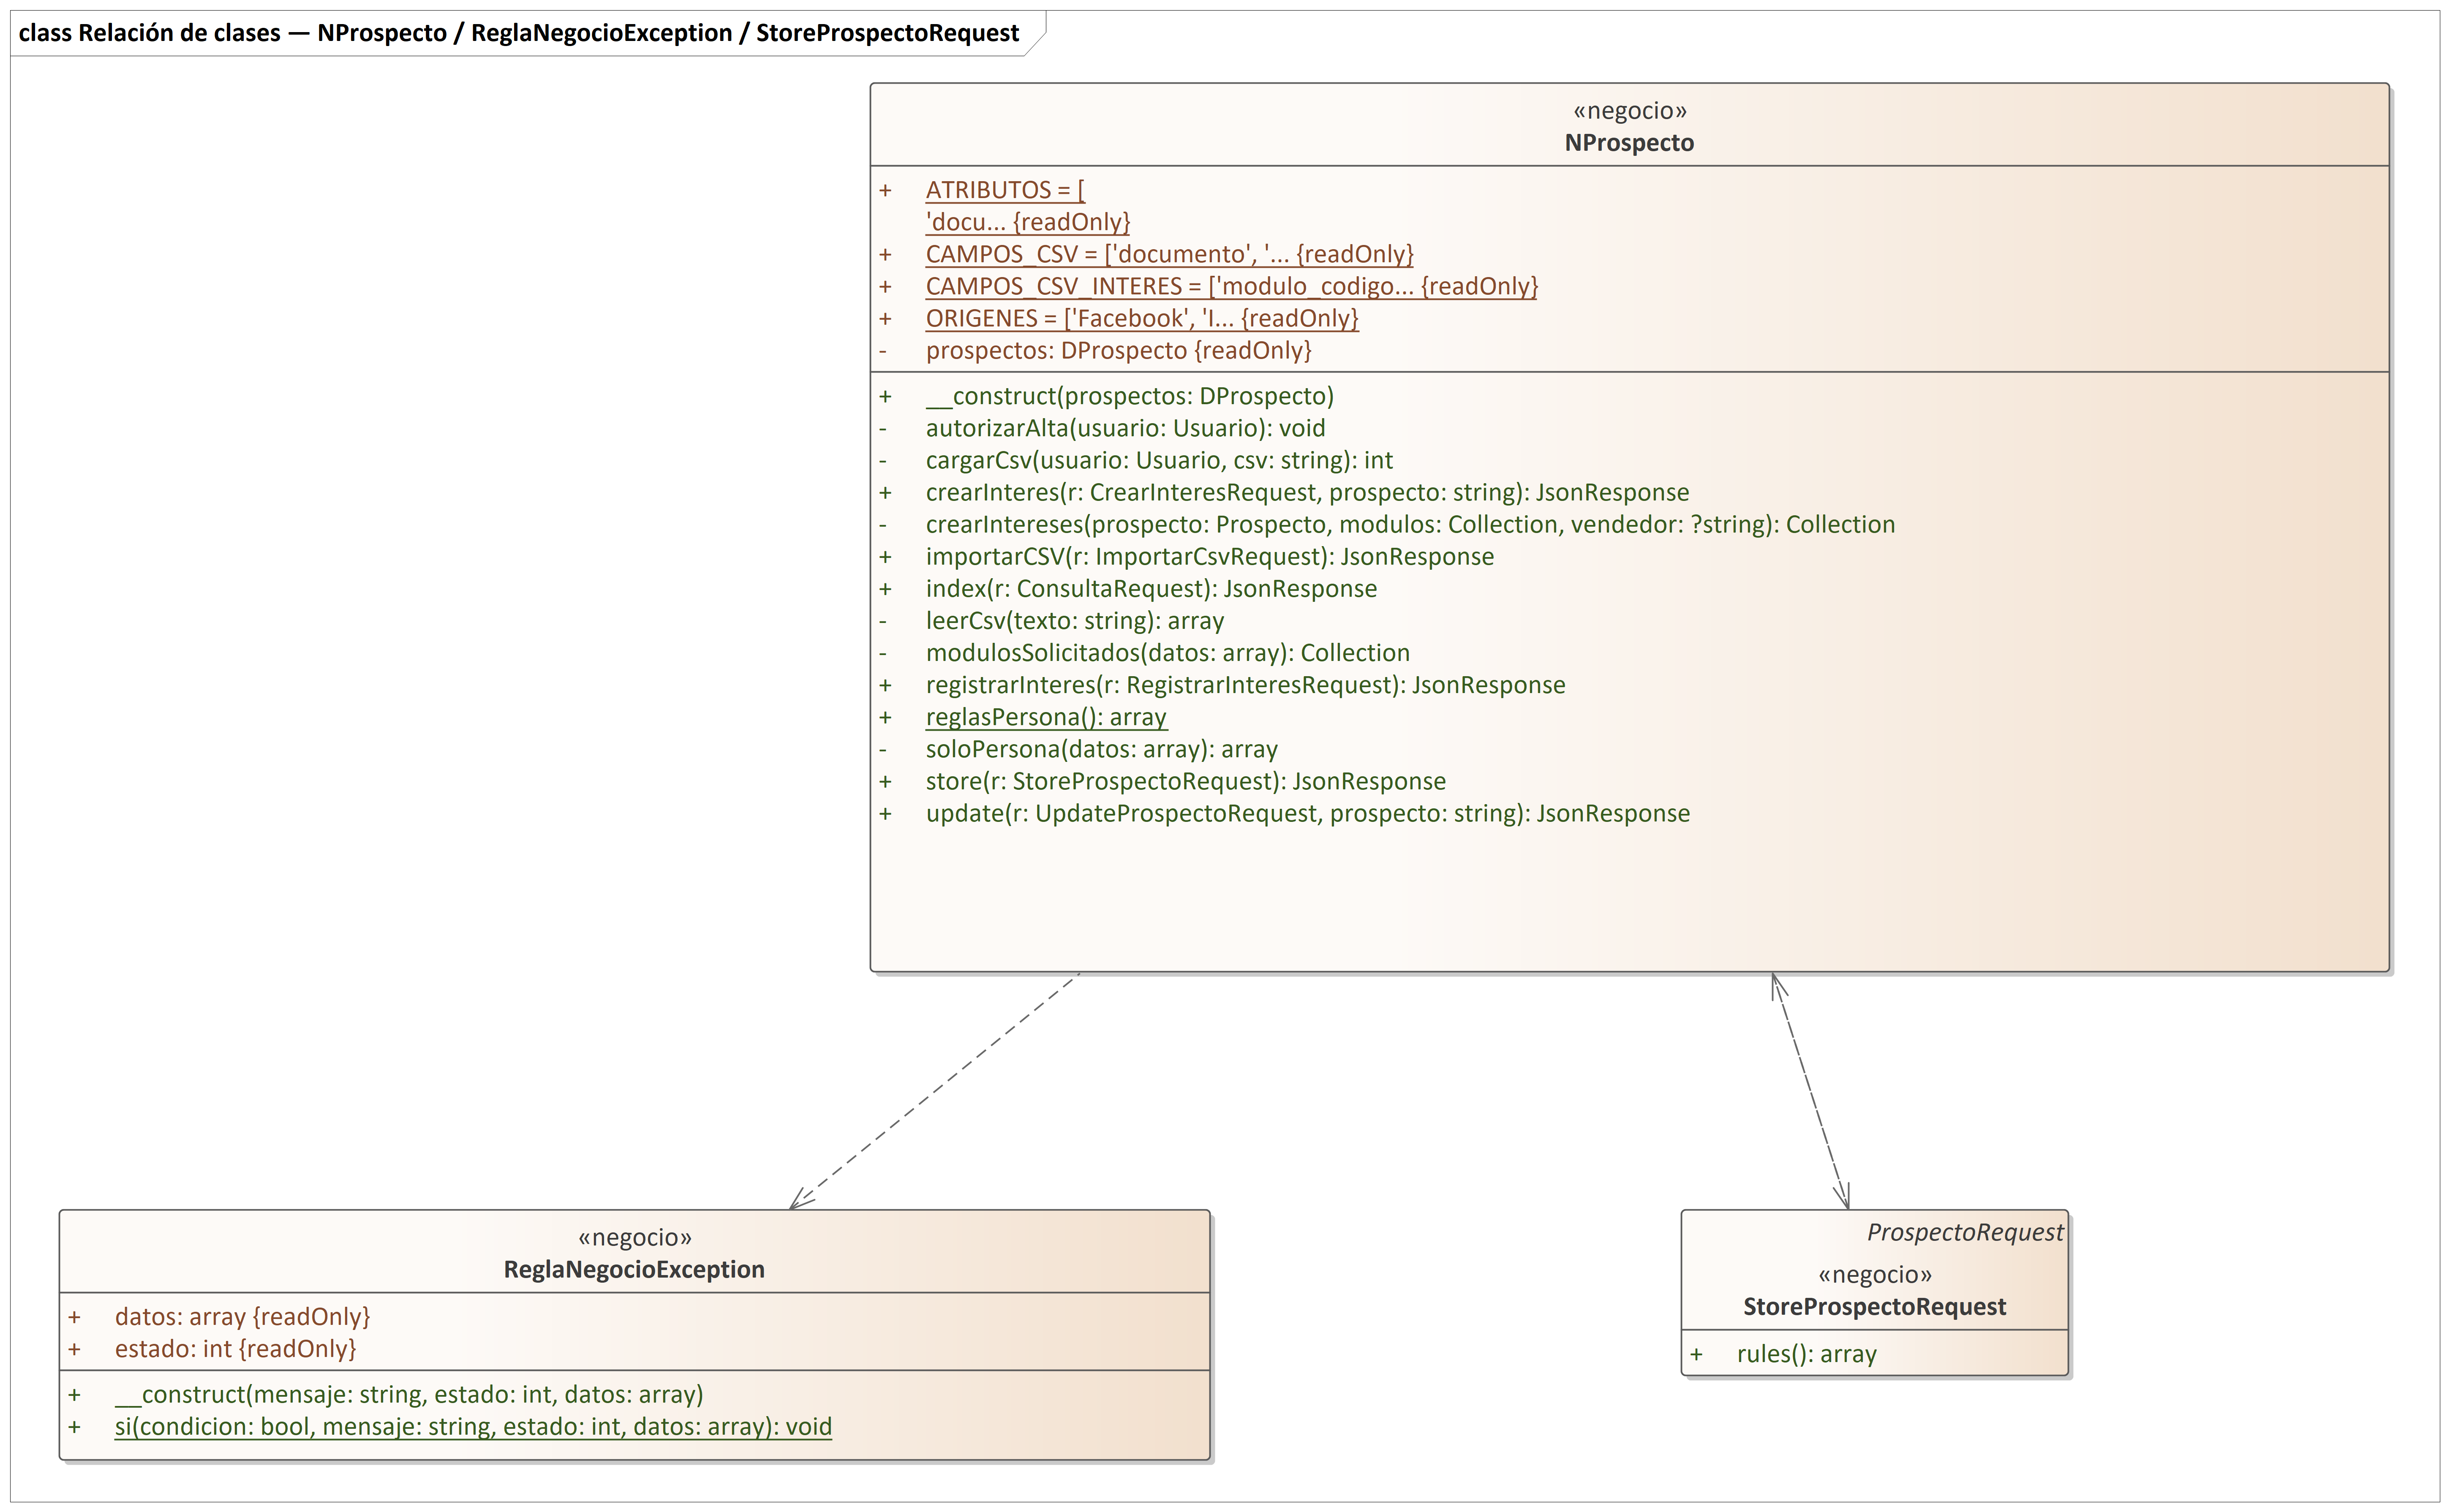 class Relación de clases — NProspecto / ReglaNegocioException / StoreProspectoRequest
«negocio»
NProspecto
+ ATRIBUTOS = [
'docu... {readOnly}
+ CAMPOS_CSV = ['documento', '... {readOnly}
+ CAMPOS_CSV_INTERES = ['modulo_codigo... {readOnly}
+ ORIGENES = ['Facebook', 'I... {readOnly}
- prospectos: DProspecto {readOnly}
+ __construct(prospectos: DProspecto)
- autorizarAlta(usuario: Usuario): void
- cargarCsv(usuario: Usuario, csv: string): int
+ crearInteres(r: CrearInteresRequest, prospecto: string): JsonResponse
- crearIntereses(prospecto: Prospecto, modulos: Collection, vendedor: ?string): Collection
+ importarCSV(r: ImportarCsvRequest): JsonResponse
+ index(r: ConsultaRequest): JsonResponse
- leerCsv(texto: string): array
- modulosSolicitados(datos: array): Collection
+ registrarInteres(r: RegistrarInteresRequest): JsonResponse
+ reglasPersona(): array
- soloPersona(datos: array): array
+ store(r: StoreProspectoRequest): JsonResponse
+ update(r: UpdateProspectoRequest, prospecto: string): JsonResponse
«negocio»
ReglaNegocioException
+ datos: array {readOnly}
+ estado: int {readOnly}
+ __construct(mensaje: string, estado: int, datos: array)
+ si(condicion: bool, mensaje: string, estado: int, datos: array): void
ProspectoRequest
«negocio»
StoreProspectoRequest
+ rules(): array